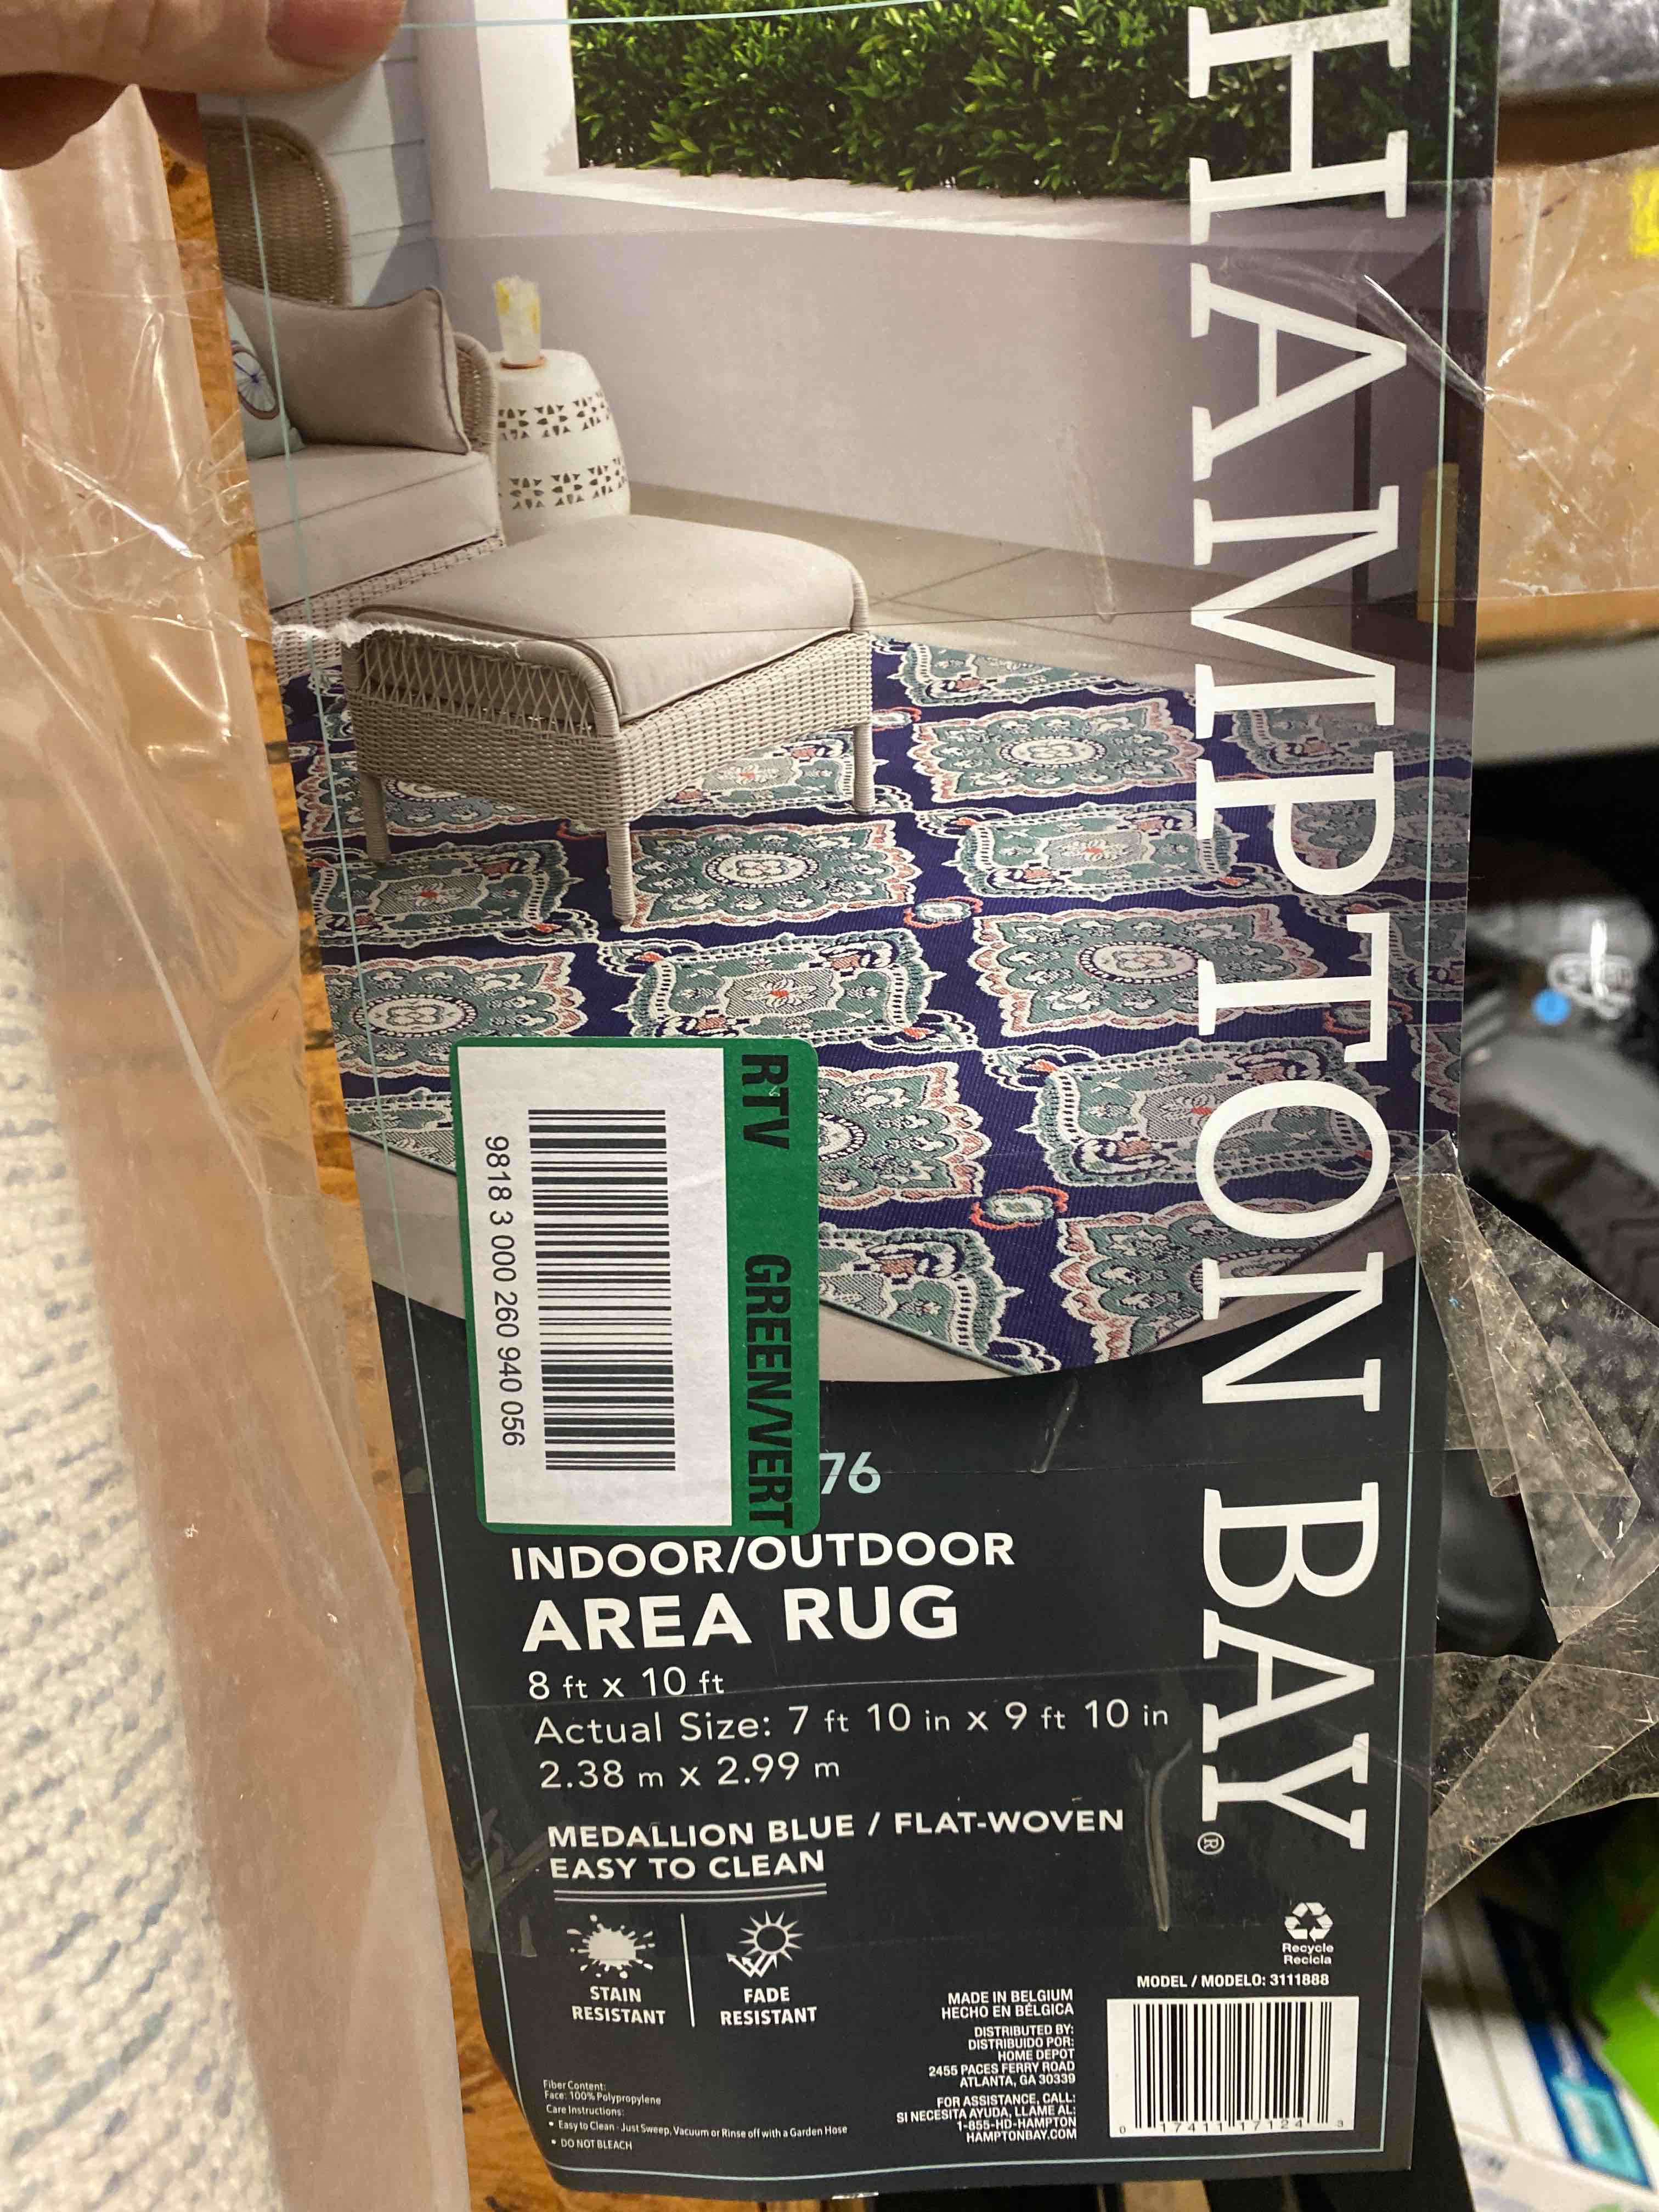 HAMPTON BAY®
RTV GREEN/VERT
9818 3 000 260 940 056
76
INDOOR/OUTDOOR
AREA RUG
8 ft x 10 ft
Actual Size: 7 ft 10 in x 9 ft 10 in
2.38 m x 2.99 m
MEDALLION BLUE / FLAT-WOVEN
EASY TO CLEAN
STAIN
RESISTANT
FADE
RESISTANT
Fiber Content:
Face: 100% Polypropylene
Care Instructions:
• Easy to Clean - Just Sweep, Vacuum or Rinse off with a Garden Hose
• DO NOT BLEACH
MADE IN BELGIUM
HECHO EN BÉLGICA
DISTRIBUTED BY:
DISTRIBUIDO POR:
HOME DEPOT
2455 PACES FERRY ROAD
ATLANTA, GA 30339
FOR ASSISTANCE, CALL:
SI NECESITA AYUDA, LLAME AL:
1-855-HD-HAMPTON
HAMPTONBAY.COM
Recycle
Recicla
MODEL / MODELO: 3111888
0 17411 17124 3